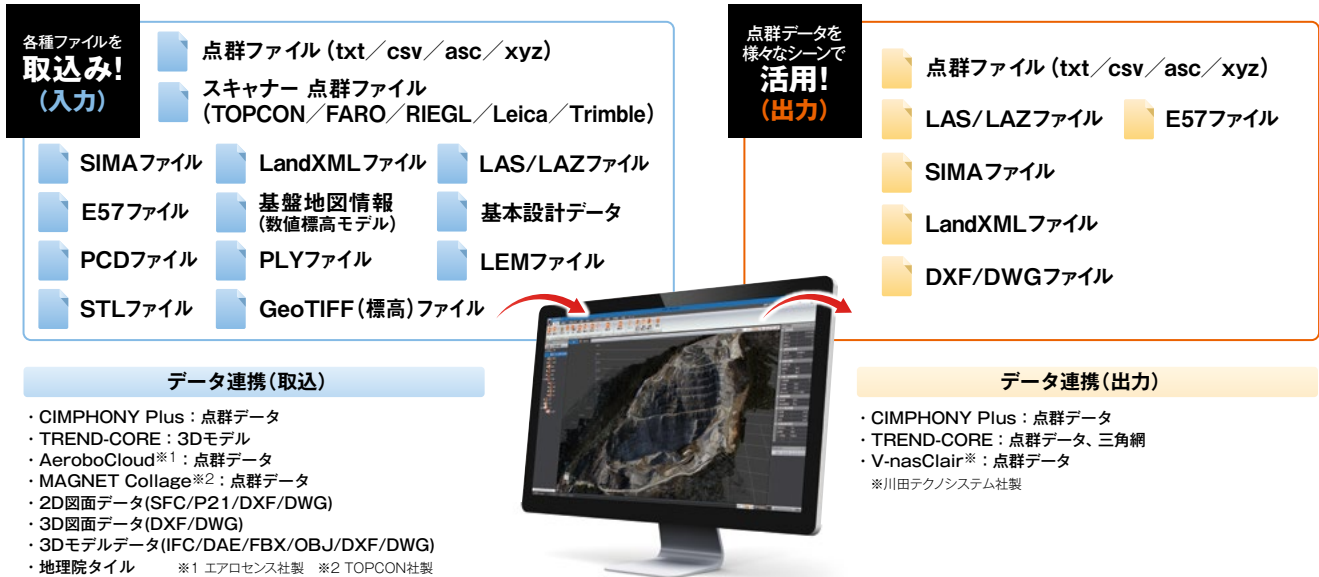 各種ファイルを
取込み!
(入力)
点群ファイル(txt/csv/asc/xyz)
スキャナー 点群ファイル
(TOPCON/FARO/RIEGL/Leica/Trimble)
SIMAファイル
LandXMLファイル
LAS/LAZファイル
E57ファイル
基盤地図情報
(数値標高モデル)
基本設計データ
PCDファイル
PLYファイル
LEMファイル
STLファイル
GeoTIFF(標高)ファイル
点群データを
様々なシーンで
活用!
(出力)
点群ファイル(txt/csv/asc/xyz)
LAS/LAZファイル
E57ファイル
SIMAファイル
LandXMLファイル
DXF/DWGファイル
データ連携(取込)
・CIMPHONY Plus:点群データ
・TREND-CORE:3Dモデル
・AeroboCloud※1:点群データ
・MAGNET Collage※2:点群データ
・2D図面データ(SFC/P21/DXF/DWG)
・3D図面データ(DXF/DWG)
・3Dモデルデータ(IFC/DAE/FBX/OBJ/DXF/DWG)
・地理院タイル ※1 エアロセンス社製 ※2 TOPCON社製
データ連携(出力)
・CIMPHONY Plus:点群データ
・TREND-CORE:点群データ、三角網
・V-nasClair※:点群データ
※川田テクノシステム社製